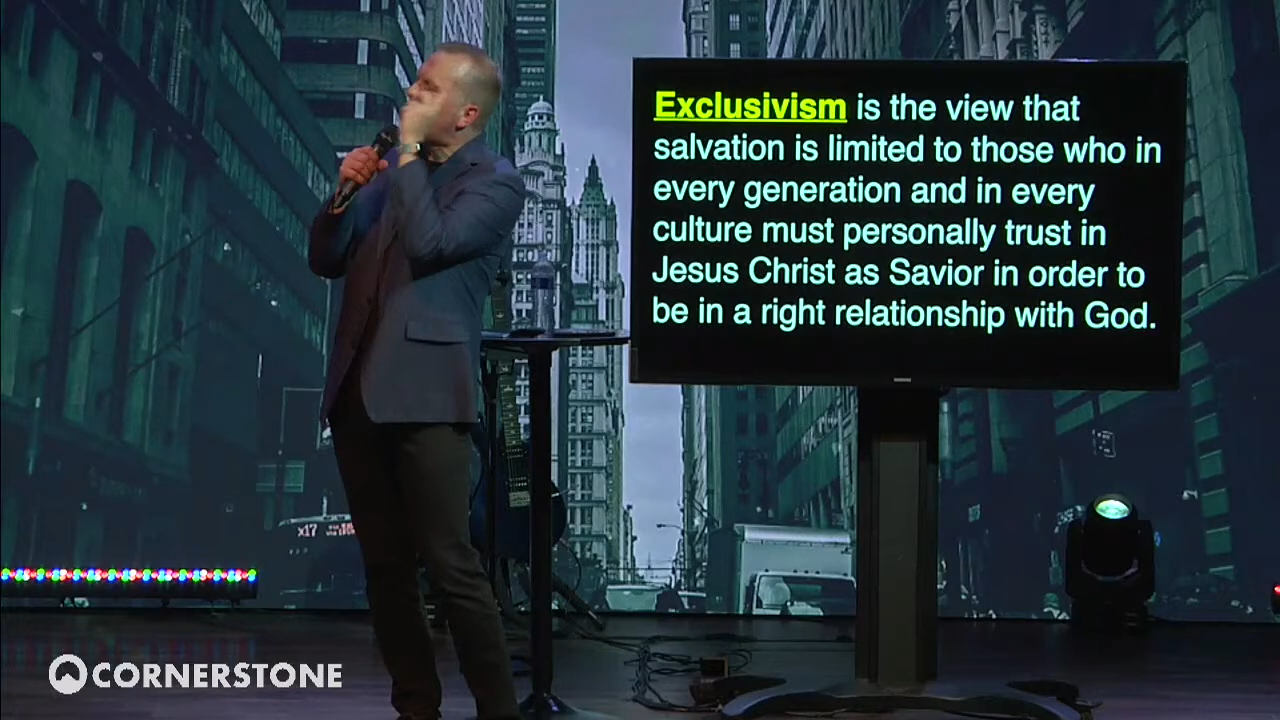 Exclusivism is the view that
salvation is limited to those who in
every generation and in every
culture must personally trust in
Jesus Christ as Savior in order to
be in a right relationship with God.
x17
CORNERSTONE